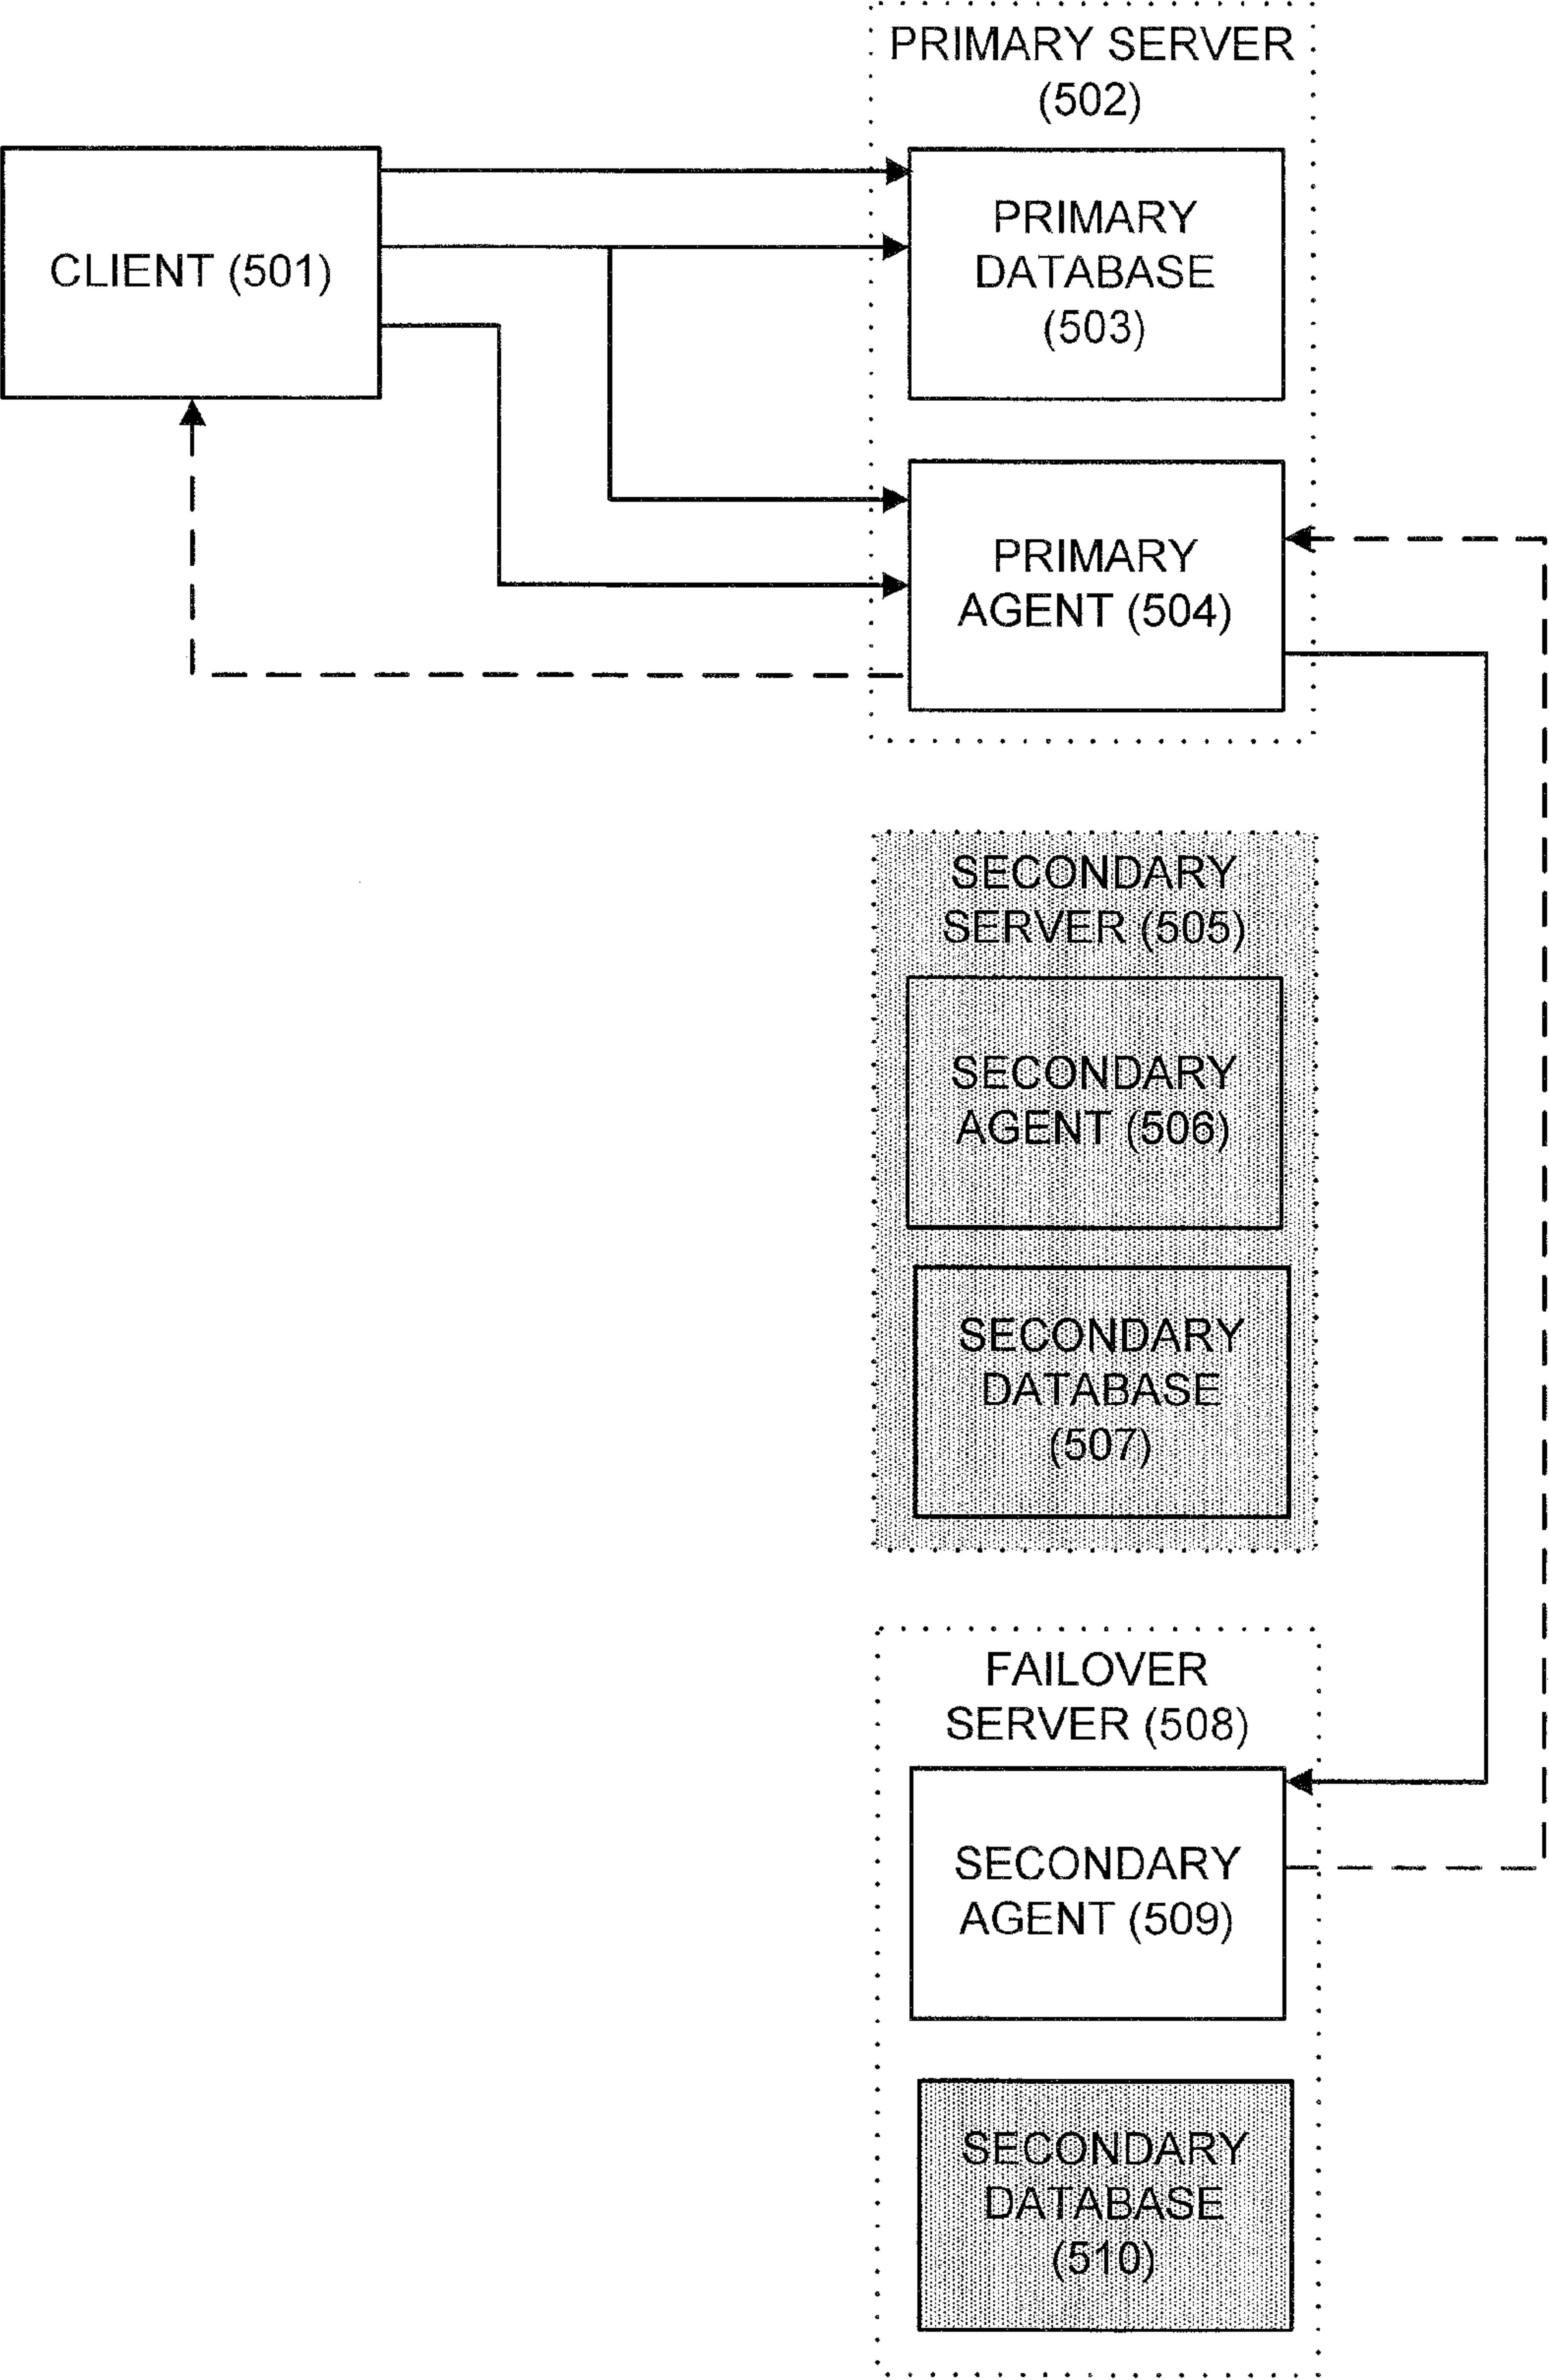 PRIMARY SERVER
(502)
CLIENT (501)
PRIMARY
DATABASE
(503)
PRIMARY
AGENT (504)
SECONDARY
SERVER (505)
SECONDARY
AGENT (506)
SECONDARY
DATABASE
(507)
FAILOVER
SERVER (508)
SECONDARY
AGENT (509)
SECONDARY
DATABASE
(510)